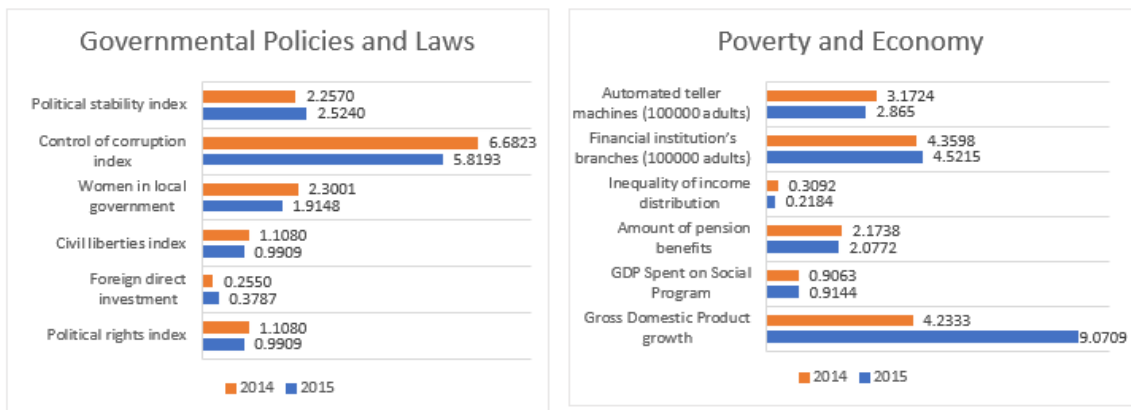 Governmental Policies and Laws
Political stability index
2.2570
2.5240
Control of corruption
index
6.6823
5.8193
Women in local
government
2.3001
1.9148
Civil liberties index
1.1080
0.9909
Foreign direct
investment
0.2550
0.3787
Political rights index
1.1080
0.9909
2014 2015
Poverty and Economy
Automated teller
machines (100000 adults)
3.1724
2.865
Financial institution's
branches (100000 adults)
4.3598
4.5215
Inequality of income
distribution
0.3092
0.2184
Amount of pension
benefits
2.1738
2.0772
GDP Spent on Social
Program
0.9063
0.9144
Gross Domestic Product
growth
4.2333
9.0709
2014 2015